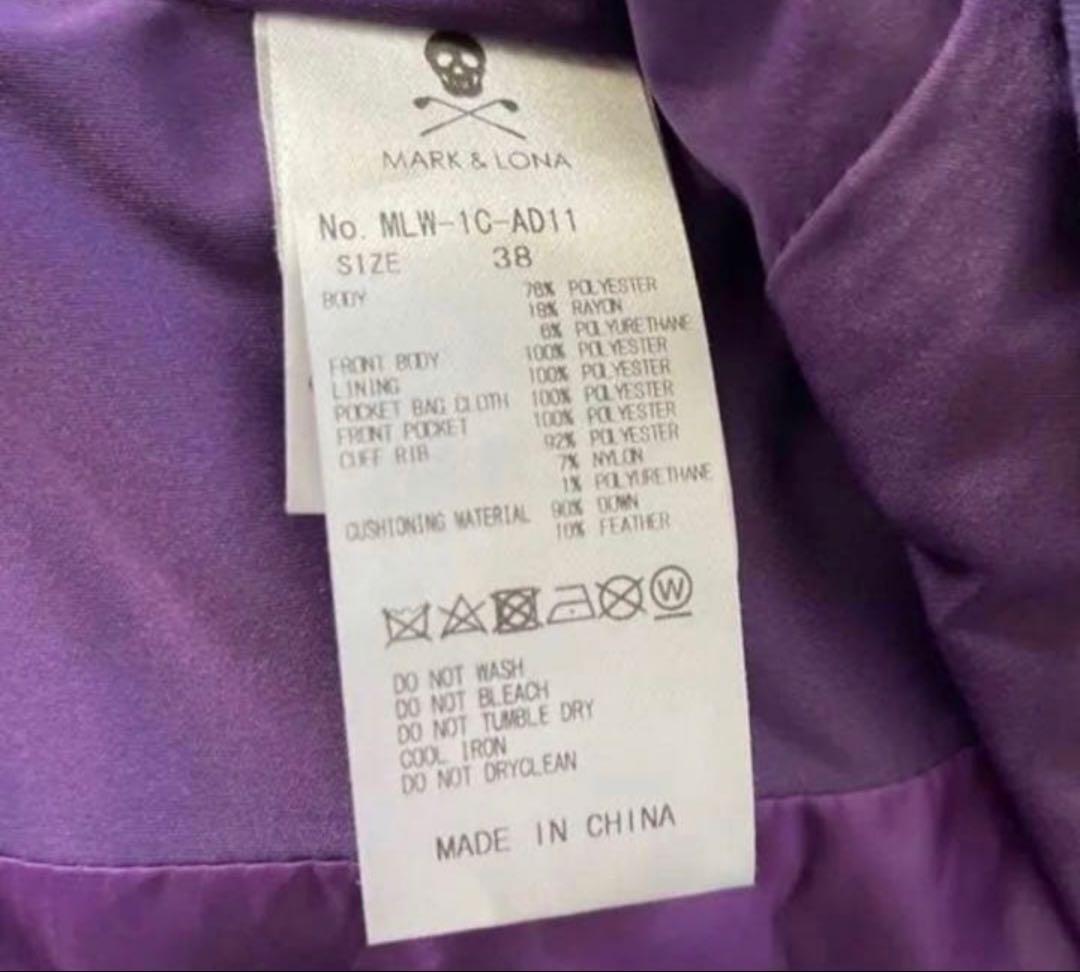 MARK & LONA
No. MLW-1C-AD11
SIZE 38
BODY 76% POLYESTER
18% RAYON
6% POLYURETHANE
FRONT BODY 100% POLYESTER
LINING 100% POLYESTER
POCKET BAG CLOTH 100% POLYESTER
FRONT POCKET 100% POLYESTER
CUFF RIB 92% POLYESTER
7% NYLON
1% POLYURETHANE
CUSHIONING MATERIAL 90% DOWN
10% FEATHER
W
DO NOT WASH
DO NOT BLEACH
DO NOT TUMBLE DRY
COOL IRON
DO NOT DRYCLEAN
MADE IN CHINA